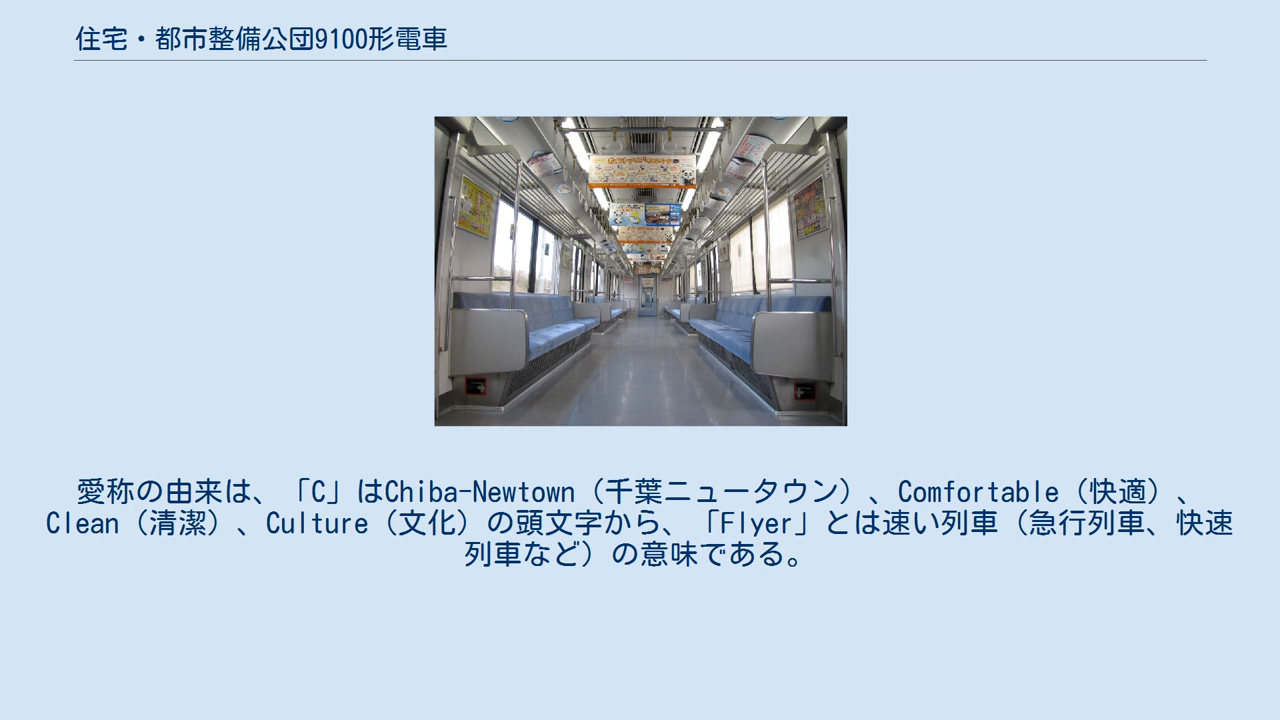 住宅・都市整備公団9100形電車
愛称の由来は、「C」はChiba-Newtown（千葉ニュータウン）、Comfortable（快適）、
Clean（清潔）、Culture（文化）の頭文字から、「Flyer」とは速い列車（急行列車、快速
列車など）の意味である。